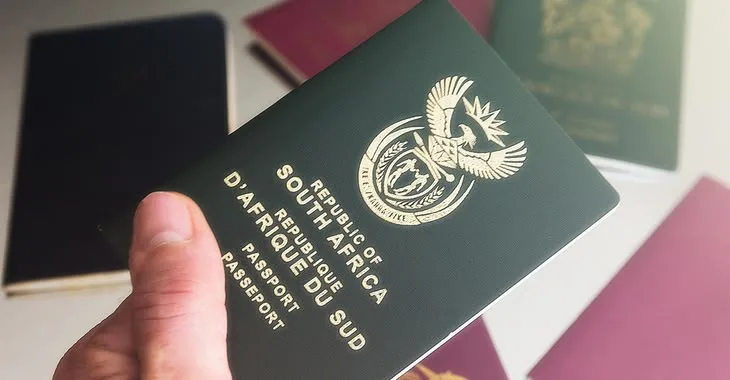 REPUBLIC OF
SOUTH AFRICA
REPUBLIQUE
D'AFRIQUE DU SUD
PASSPORT
PASSEPORT